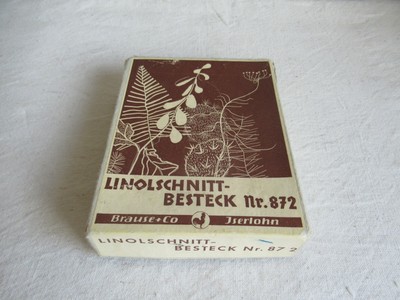 LINOLSCHNITT-
BESTECK Nr. 872
Brause+Co Iserlohn
LINOLSCHNITT-
BESTECK Nr. 872